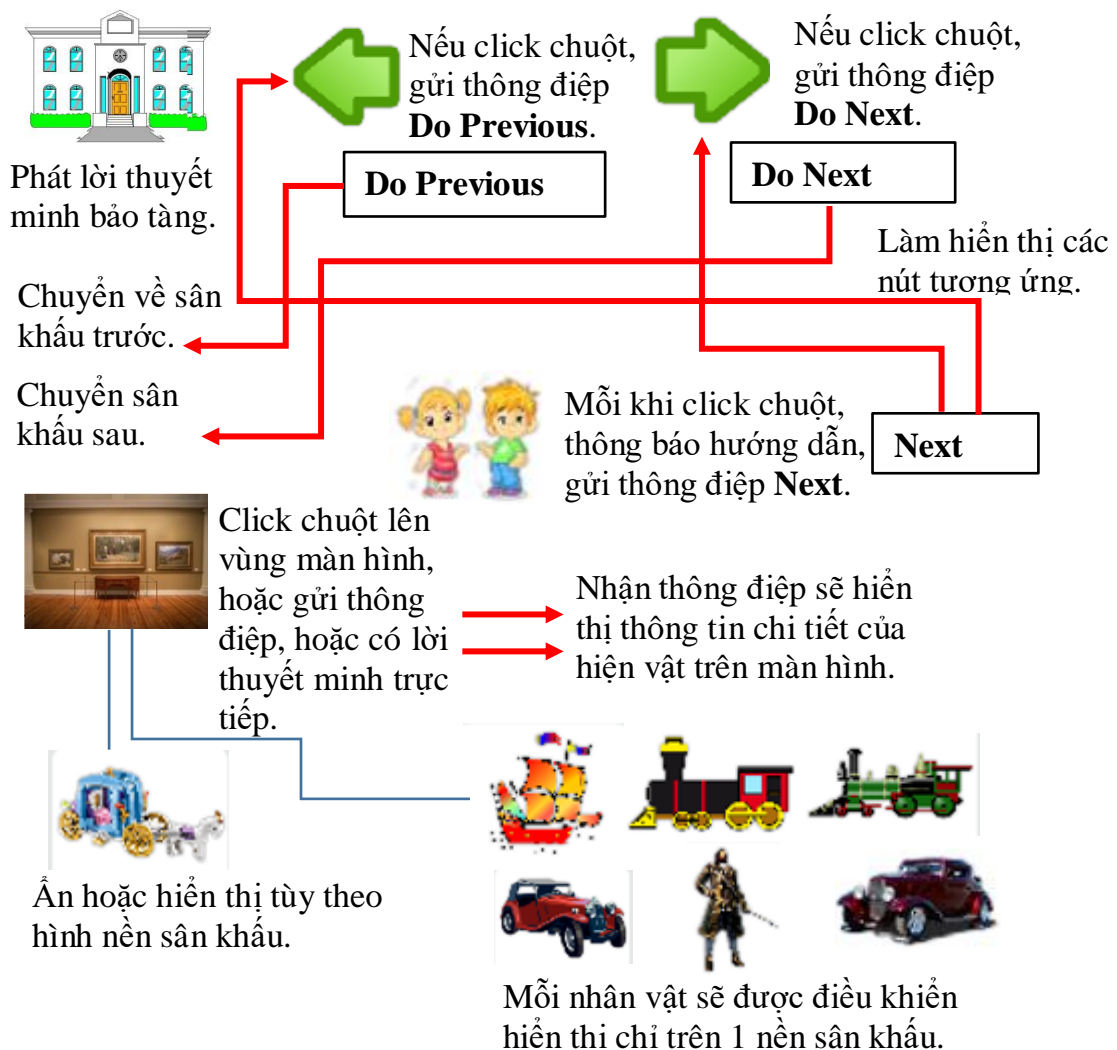 Nếu click chuột,
gửi thông điệp
Do Previous.
Nếu click chuột,
gửi thông điệp
Do Next.
Phát lời thuyết
minh bảo tàng.
Do Previous
Do Next
Làm hiển thị các
nút tương ứng.
Chuyển về sân
khấu trước.
Chuyển sân
khấu sau.
Mỗi khi click chuột,
thông báo hướng dẫn,
gửi thông điệp Next.
Next
Click chuột lên
vùng màn hình,
hoặc gửi thông
điệp, hoặc có lời
thuyết minh trực
tiếp.
Nhận thông điệp sẽ hiển
thị thông tin chi tiết của
hiện vật trên màn hình.
Ẩn hoặc hiển thị tùy theo
hình nền sân khấu.
Mỗi nhân vật sẽ được điều khiển
hiển thị chỉ trên 1 nền sân khấu.